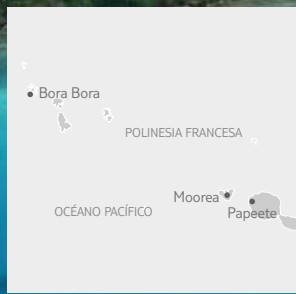 Bora Bora
POLINESIA FRANCESA
Moorea
OCÉANO PACÍFICO
Papeete